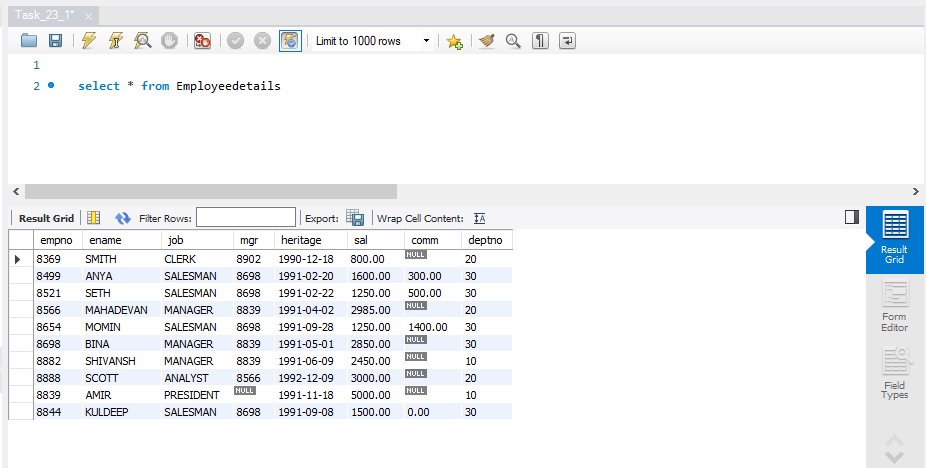 Task_23_1*
Limit to 1000 rows
1
2 select * from Employeedetails
Result Grid Filter Rows: Export: Wrap Cell Content:
empno ename job mgr heritage sal comm deptno
8369 SMITH CLERK 8902 1990-12-18 800.00 NULL 20
8499 ANYA SALESMAN 8698 1991-02-20 1600.00 300.00 30
8521 SETH SALESMAN 8698 1991-02-22 1250.00 500.00 30
8566 MAHADEVAN MANAGER 8839 1991-04-02 2985.00 NULL 20
8654 MOMIN SALESMAN 8698 1991-09-28 1250.00 1400.00 30
8698 BINA MANAGER 8839 1991-05-01 2850.00 NULL 30
8882 SHIVANSH MANAGER 8839 1991-06-09 2450.00 NULL 10
8888 SCOTT ANALYST 8566 1992-12-09 3000.00 NULL 20
8839 AMIR PRESIDENT NULL 1991-11-18 5000.00 NULL 10
8844 KULDEEP SALESMAN 8698 1991-09-08 1500.00 0.00 30
Result
Grid
Form
Editor
Field
Types